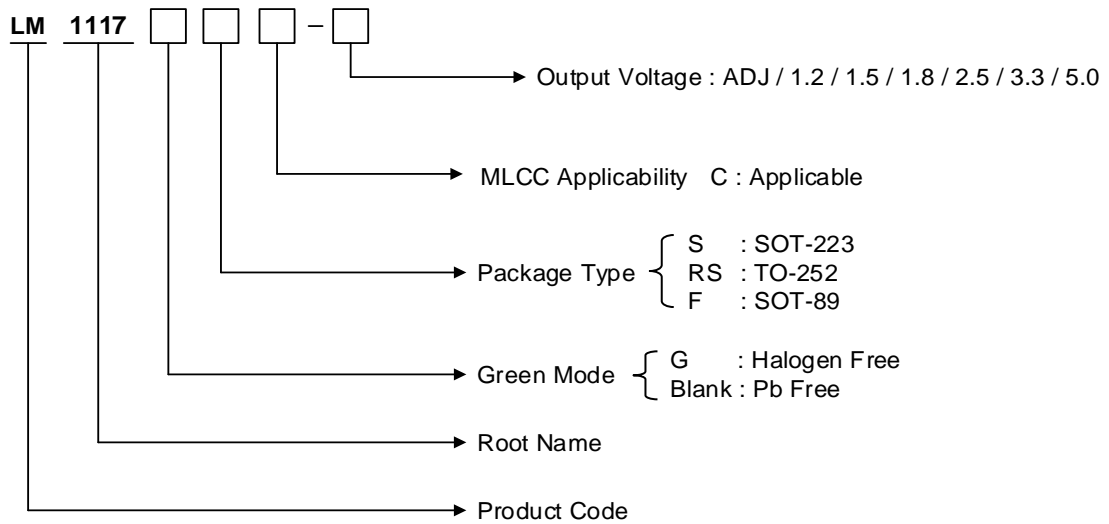 LM 1117 –
Output Voltage : ADJ / 1.2 / 1.5 / 1.8 / 2.5 / 3.3 / 5.0
MLCC Applicability C : Applicable
Package Type
S : SOT-223
RS : TO-252
F : SOT-89
Green Mode
G : Halogen Free
Blank : Pb Free
Root Name
Product Code